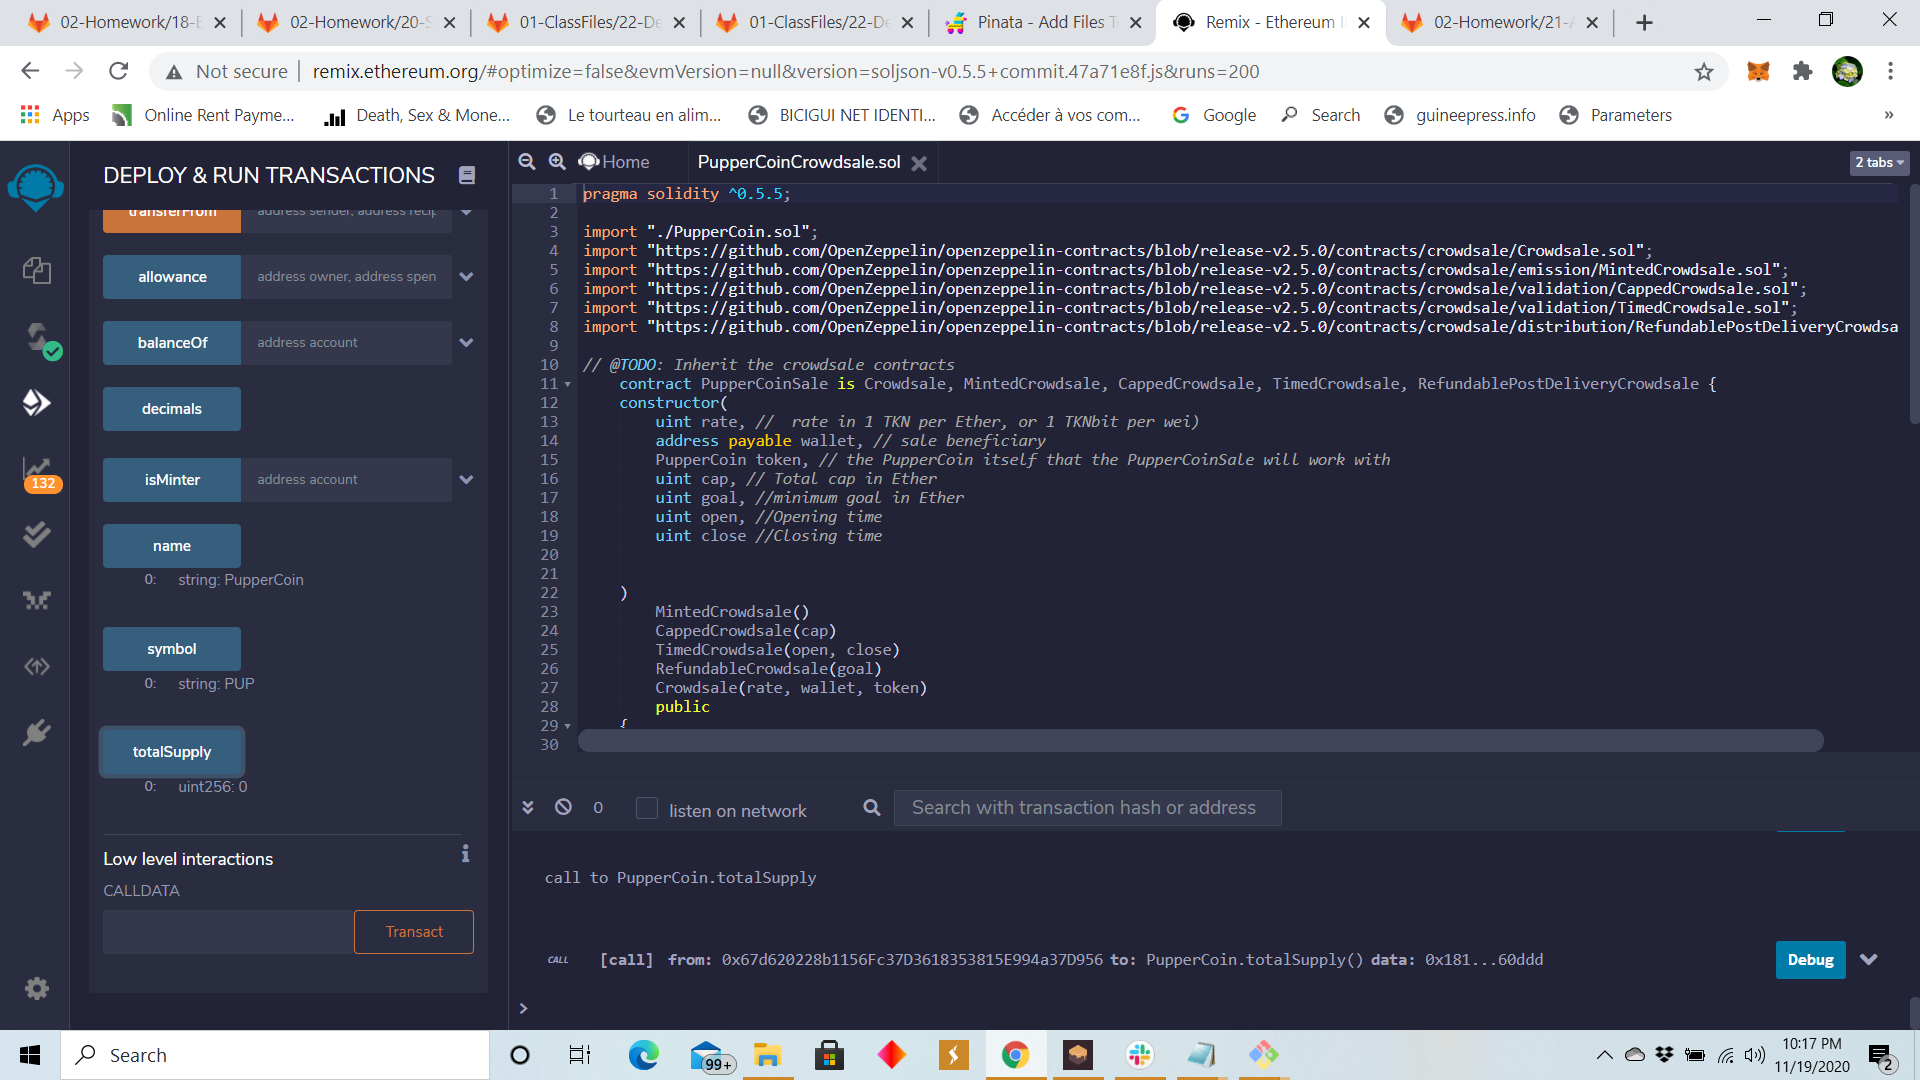 02-Homework/18-B
02-Homework/20-S
01-ClassFiles/22-De
01-ClassFiles/22-De
Pinata - Add Files T
Remix - Ethereum I
02-Homework/21-
Not secure
remix.ethereum.org/#optimize=false&evmVersion=null&version=soljson-v0.5.5+commit.47a71e8f.js&runs=200
Apps
Online Rent Payme...
Death, Sex & Mone...
Le tourteau en alim...
BICIGUI NET IDENTI...
Accéder à vos com...
Google
Search
guineepress.info
Parameters
»
DEPLOY & RUN TRANSACTIONS
transferFrom address sender, address recip
allowance address owner, address spen
balanceOf address account
decimals
132
isMinter address account
name
0: string: PupperCoin
symbol
0: string: PUP
totalSupply
0: uint256: 0
Low level interactions
CALLDATA
Transact
Home
PupperCoinCrowdsale.sol
2 tabs
1 pragma solidity ^0.5.5;
2
3 import "./PupperCoin.sol";
4 import "https://github.com/OpenZeppelin/openzeppelin-contracts/blob/release-v2.5.0/contracts/crowdsale/Crowdsale.sol";
5 import "https://github.com/OpenZeppelin/openzeppelin-contracts/blob/release-v2.5.0/contracts/crowdsale/emission/MintedCrowdsale.sol";
6 import "https://github.com/OpenZeppelin/openzeppelin-contracts/blob/release-v2.5.0/contracts/crowdsale/validation/CappedCrowdsale.sol";
7 import "https://github.com/OpenZeppelin/openzeppelin-contracts/blob/release-v2.5.0/contracts/crowdsale/validation/TimedCrowdsale.sol";
8 import "https://github.com/OpenZeppelin/openzeppelin-contracts/blob/release-v2.5.0/contracts/crowdsale/distribution/RefundablePostDeliveryCrowdsa
9
10 // @TODO: Inherit the crowdsale contracts
11 contract PupperCoinSale is Crowdsale, MintedCrowdsale, CappedCrowdsale, TimedCrowdsale, RefundablePostDeliveryCrowdsale {
12 constructor(
13 uint rate, // rate in 1 TKN per Ether, or 1 TKNbit per wei)
14 address payable wallet, // sale beneficiary
15 PupperCoin token, // the PupperCoin itself that the PupperCoinSale will work with
16 uint cap, // Total cap in Ether
17 uint goal, //minimum goal in Ether
18 uint open, //Opening time
19 uint close //Closing time
20
21
22 )
23 MintedCrowdsale()
24 CappedCrowdsale(cap)
25 TimedCrowdsale(open, close)
26 RefundableCrowdsale(goal)
27 Crowdsale(rate, wallet, token)
28 public
29 {
30
0
listen on network
Search with transaction hash or address
call to PupperCoin.totalSupply
CALL [call] from: 0x67d620228b1156Fc37D3618353815E994a37D956 to: PupperCoin.totalSupply() data: 0x181...60ddd
Debug
>
Search
99+
10:17 PM
11/19/2020
2